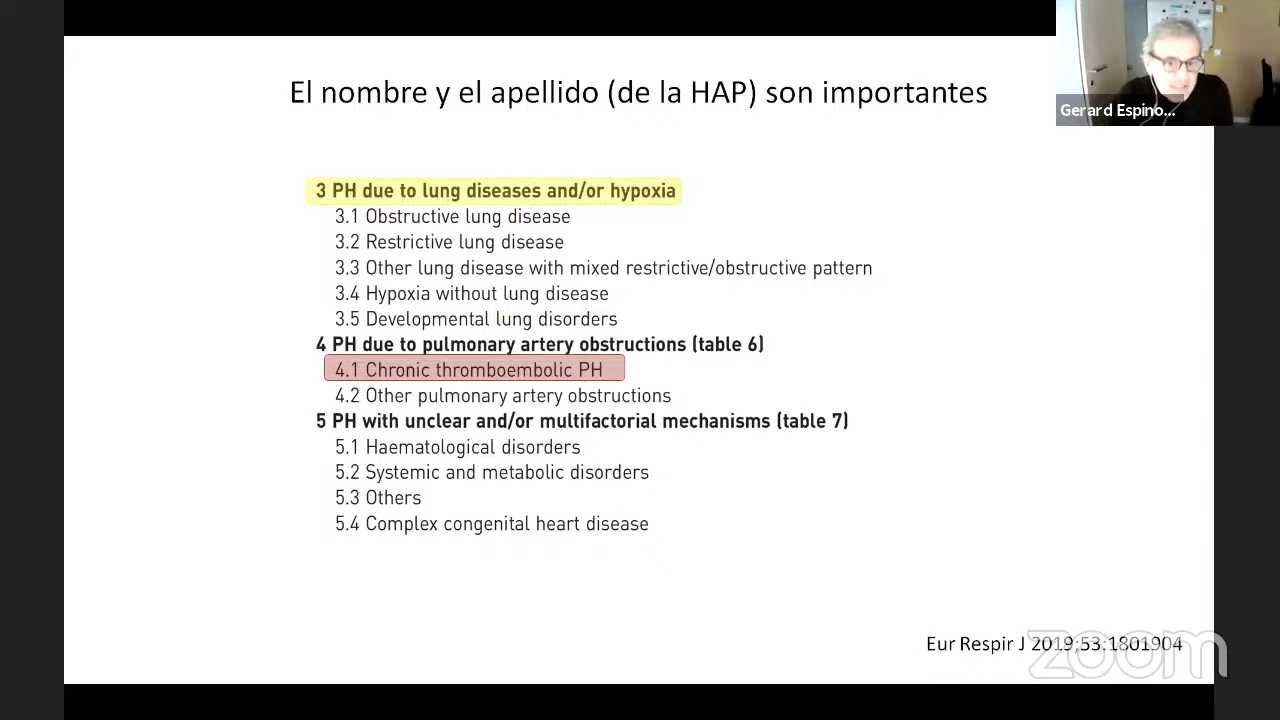 El nombre y el apellido (de la HAP) son importantes
Gerard Espino...
3 PH due to lung diseases and/or hypoxia
3.1 Obstructive lung disease
3.2 Restrictive lung disease
3.3 Other lung disease with mixed restrictive/obstructive pattern
3.4 Hypoxia without lung disease
3.5 Developmental lung disorders
4 PH due to pulmonary artery obstructions (table 6)
4.1 Chronic thromboembolic PH
4.2 Other pulmonary artery obstructions
5 PH with unclear and/or multifactorial mechanisms (table 7)
5.1 Haematological disorders
5.2 Systemic and metabolic disorders
5.3 Others
5.4 Complex congenital heart disease
Eur Respir J 2019;53:1801904
zoom